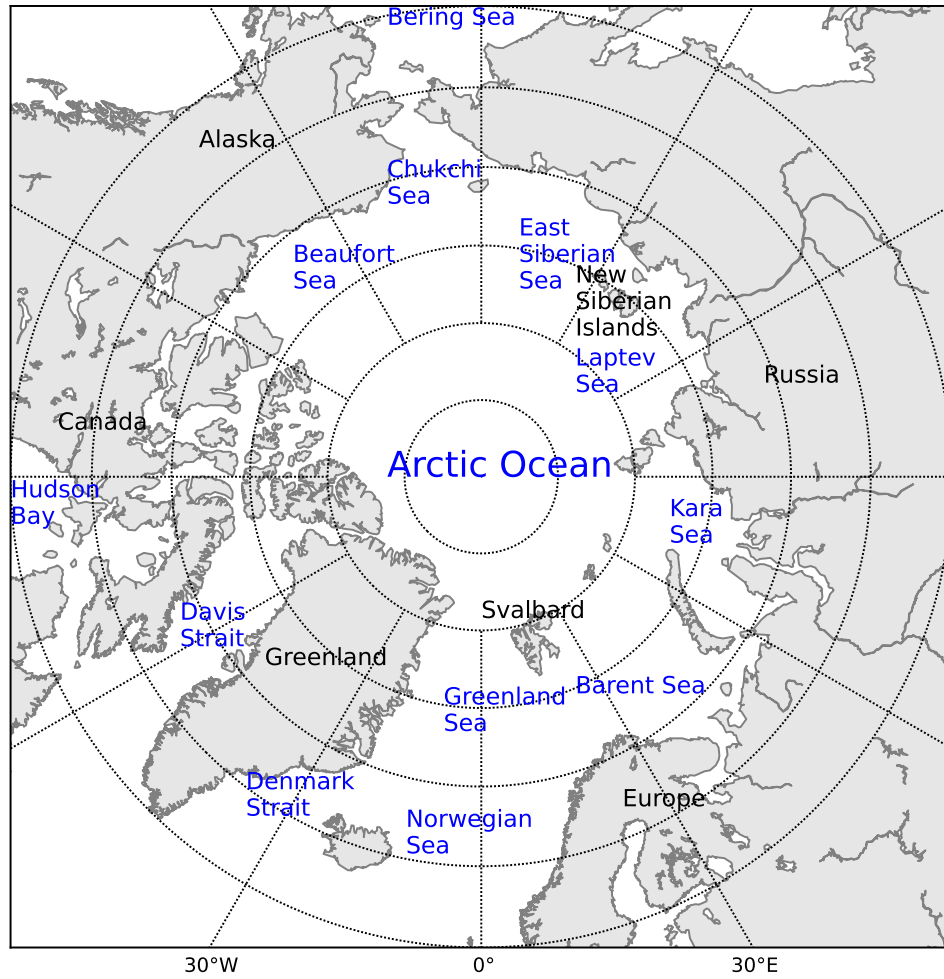 Bering Sea
Alaska
Chukchi
Sea
East
Siberian
Sea
Beaufort
Sea
New
Siberian
Islands
Laptev
Sea
Russia
Canada
Arctic Ocean
Hudson
Bay
Kara
Sea
Davis
Strait
Svalbard
Greenland
Barent Sea
Greenland
Sea
Denmark
Strait
Europe
Norwegian
Sea
30°W
0°
30°E